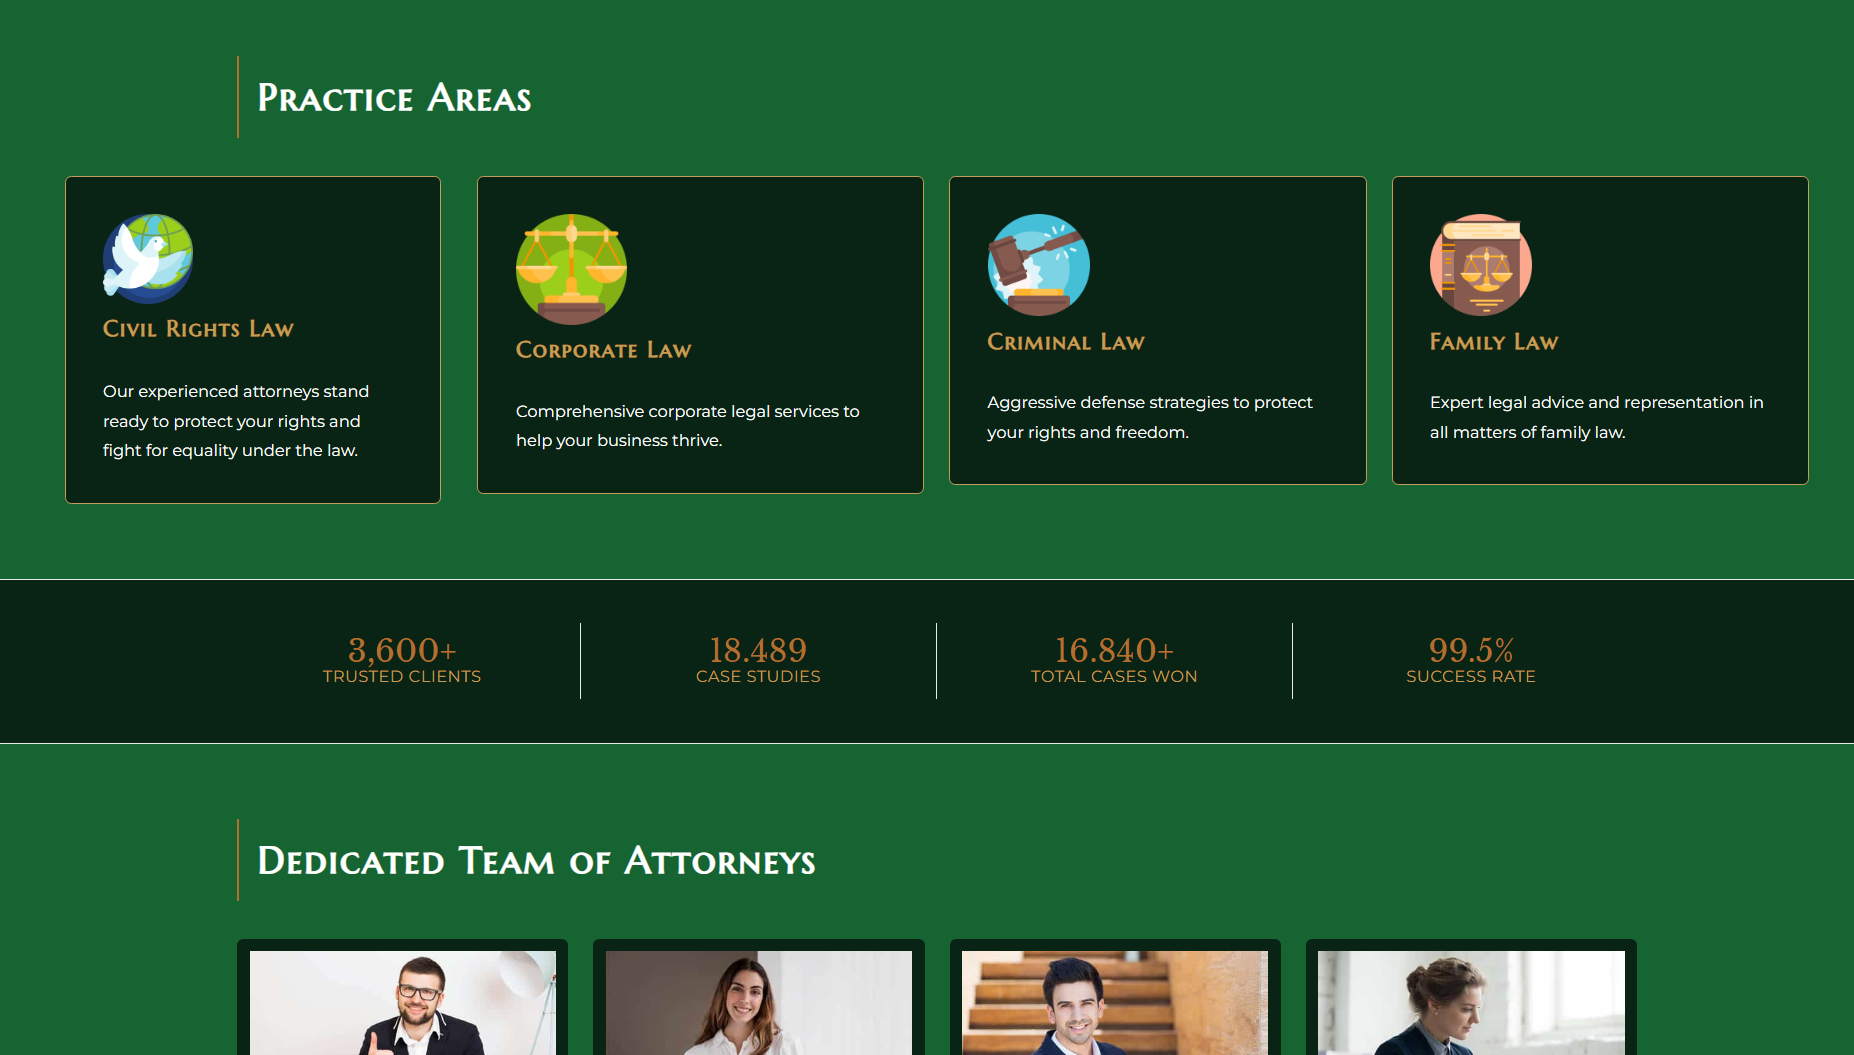 Practice Areas
Civil Rights Law
Our experienced attorneys stand
ready to protect your rights and
fight for equality under the law.
Corporate Law
Comprehensive corporate legal services to
help your business thrive.
Criminal Law
Aggressive defense strategies to protect
your rights and freedom.
Family Law
Expert legal advice and representation in
all matters of family law.
3,600+
TRUSTED CLIENTS
18.489
CASE STUDIES
16.840+
TOTAL CASES WON
99.5%
SUCCESS RATE
Dedicated Team of Attorneys